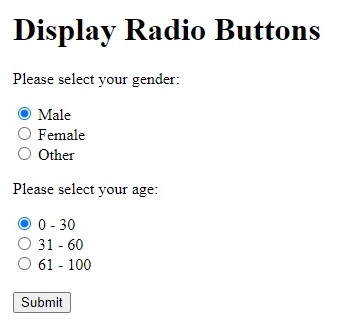 Display Radio Buttons
Please select your gender:
Male
Female
Other
Please select your age:
0 - 30
31 - 60
61 - 100
Submit